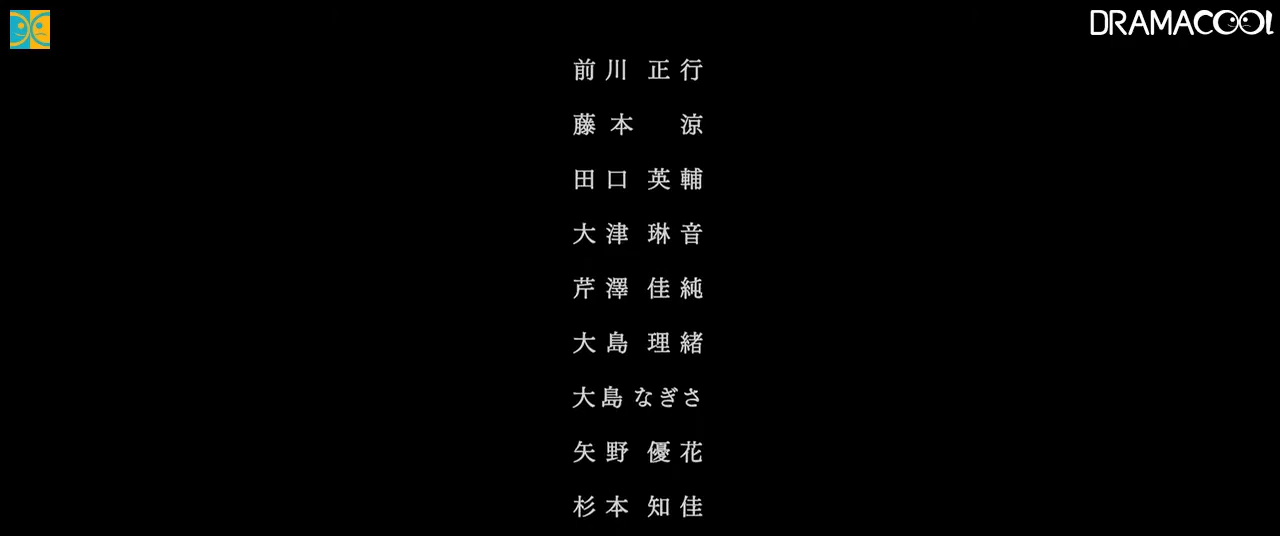 DRAMACOOL
前川 正行
藤本 涼
田口 英輔
大津 琳音
芹澤 佳純
大島 理緒
大島 なぎさ
矢野 優花
杉本 知佳